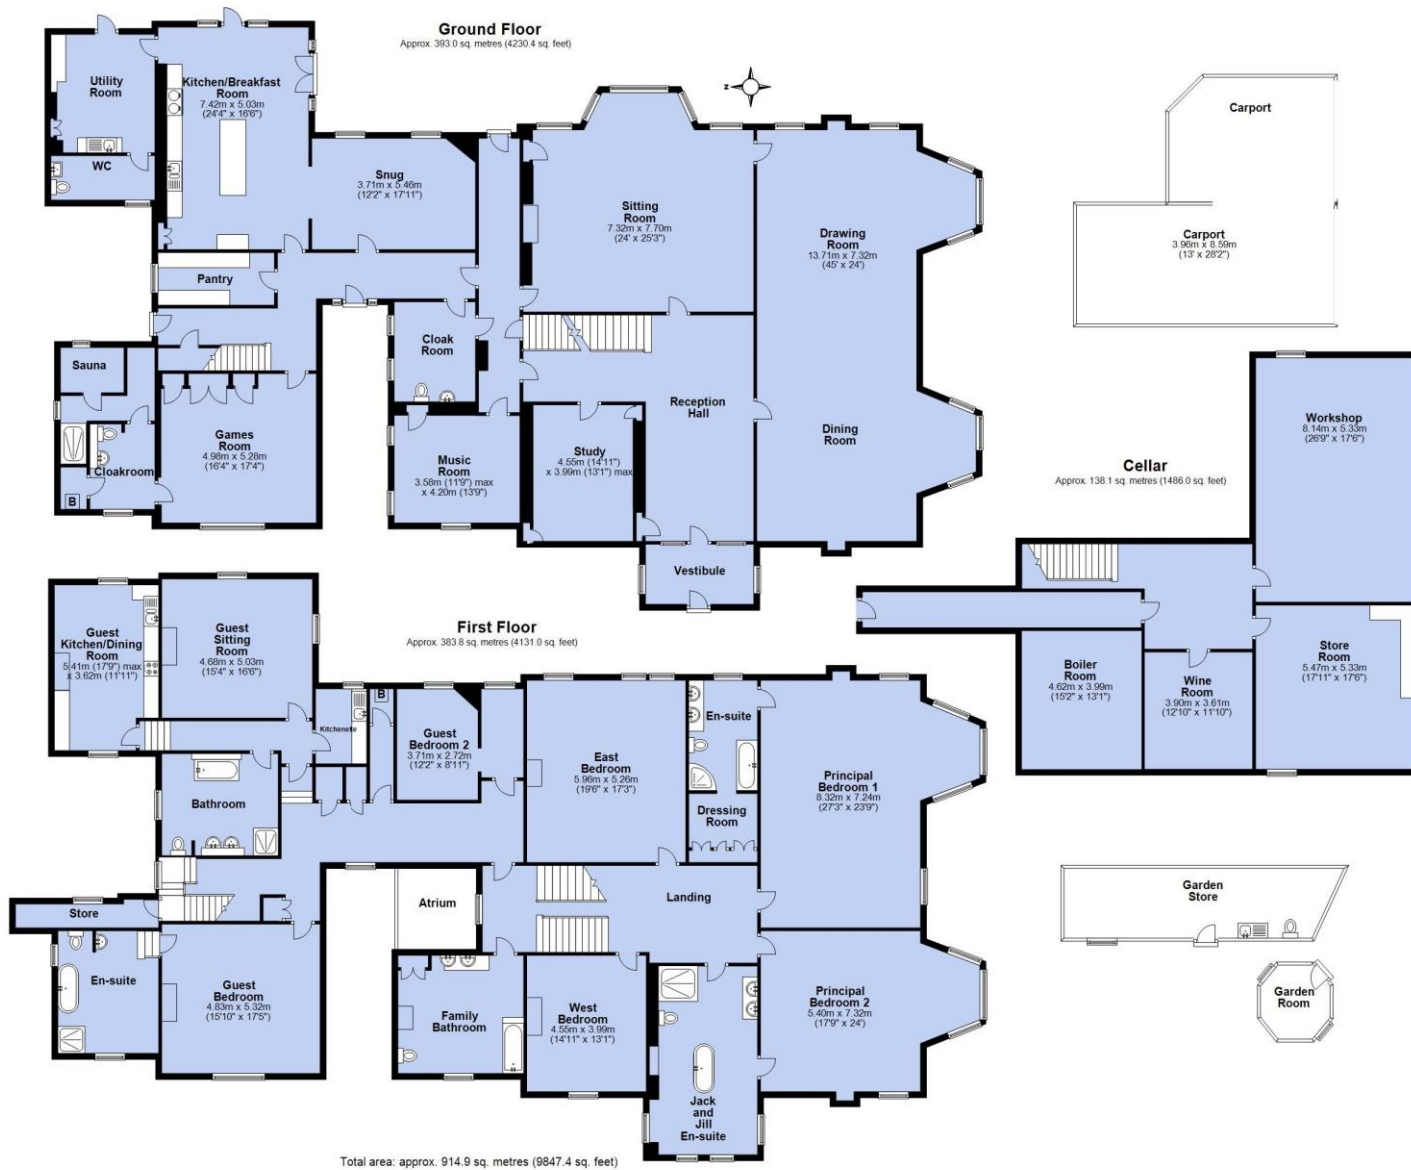 Ground Floor
Approx. 393.0 sq. metres (4230.4 sq. feet)
Utility
Room
Kitchen/Breakfast
Room
7.42m x 5.03m
(24'4" x 16'6")
WC
Snug
3.71m x 5.46m
(12'2" x 17'11")
Pantry
Sitting
Room
7.32m x 7.70m
(24' x 25'3")
Drawing
Room
13.71m x 7.32m
(45' x 24')
Dining
Room
Cloak
Room
Reception
Hall
Sauna
Cloakroom
B
Games
Room
4.98m x 5.28m
(16'4" x 17'4")
Music
Room
3.58m (11'9") max
x 4.20m (13'9")
Study
4.55m (14'11")
x 3.99m (13'1") max
Vestibule
Z
Carport
Carport
3.96m x 8.59m
(13' x 28'2")
Cellar
Approx. 138.1 sq. metres (1486.0 sq. feet)
Workshop
8.14m x 5.33m
(26'9" x 17'6")
Boiler
Room
4.62m x 3.99m
(15'2" x 13'1")
Wine
Room
3.90m x 3.61m
(12'10" x 11'10")
Store
Room
5.47m x 5.33m
(17'11" x 17'6")
First Floor
Approx. 383.8 sq. metres (4131.0 sq. feet)
Guest
Kitchen/Dining
Room
5.41m (17'9") max
x 3.62m (11'11")
Guest
Sitting
Room
4.68m x 5.03m
(15'4" x 16'6")
Kitchenette
B
Guest
Bedroom 2
3.71m x 2.72m
(12'2" x 8'11")
East
Bedroom
5.96m x 5.26m
(19'6" x 17'3")
En-suite
Dressing
Room
Principal
Bedroom 1
8.32m x 7.24m
(27'3" x 23'9")
Bathroom
Store
En-suite
Guest
Bedroom
4.83m x 5.32m
(15'10" x 17'5")
Atrium
Landing
Family
Bathroom
West
Bedroom
4.55m x 3.99m
(14'11" x 13'1")
Jack
and
Jill
En-suite
Principal
Bedroom 2
5.40m x 7.32m
(17'9" x 24')
Garden
Store
Garden
Room
Total area: approx. 914.9 sq. metres (9847.4 sq. feet)